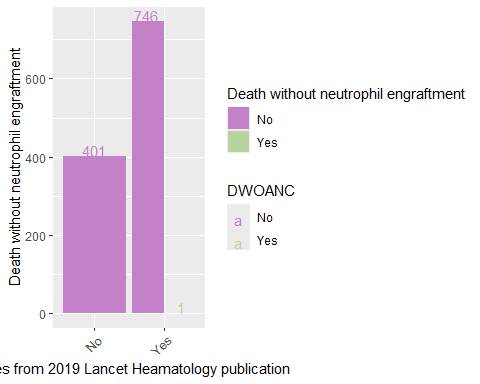 746
401
1
600
400
200
0
Death without neutrophil engraftment
No
Yes
Death without neutrophil engraftment
No
Yes
DWOANC
a No
a Yes
from 2019 Lancet Heamatology publication